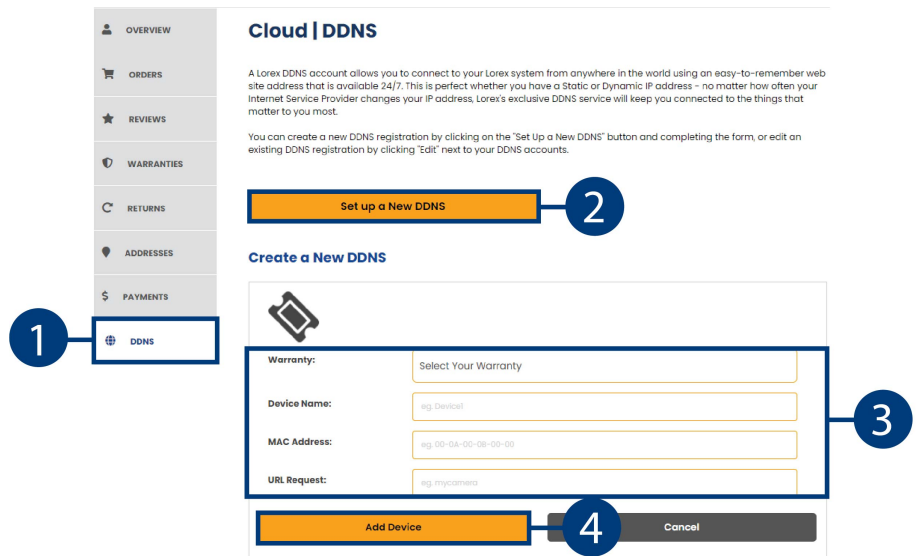 OVERVIEW
ORDERS
REVIEWS
WARRANTIES
RETURNS
ADDRESSES
PAYMENTS
1
DDNS
Cloud | DDNS
A Lorex DDNS account allows you to connect to your Lorex system from anywhere in the world using an easy-to-remember web
site address that is available 24/7. This is perfect whether you have a Static or Dynamic IP address - no matter how often your
Internet Service Provider changes your IP address, Lorex's exclusive DDNS service will keep you connected to the things that
matter to you most.
You can create a new DDNS registration by clicking on the "Set Up a New DDNS" button and completing the form, or edit an
existing DDNS registration by clicking "Edit" next to your DDNS accounts.
Set up a New DDNS
2
Create a New DDNS
Warranty:
Select Your Warranty
Device Name:
eg. Device1
MAC Address:
eg. 00-0A-00-0B-00-00
URL Request:
eg. mycamera
3
Add Device
4
Cancel